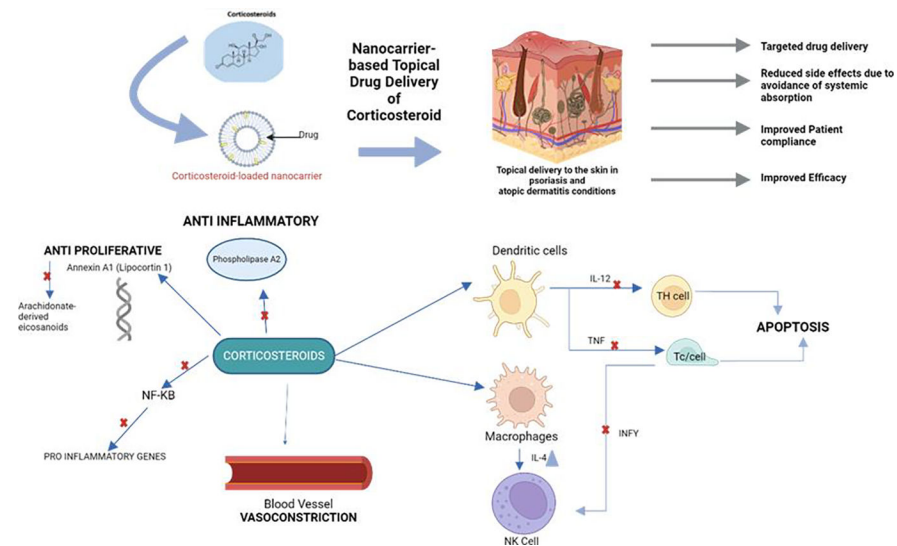 Corticosteroids
Drug
Corticosteroid-loaded nanocarrier
Nanocarrier-
based Topical
Drug Delivery
of
Corticosteroid
Topical delivery to the skin in
psoriasis and
atopic dermatitis conditions
Targeted drug delivery
Reduced side effects due to
avoidance of systemic
absorption
Improved Patient
compliance
Improved Efficacy
ANTI INFLAMMATORY
Phospholipase A2
ANTI PROLIFERATIVE
Annexin A1 (Lipocortin 1)
Arachidonate-
derived
eicosanoids
CORTICOSTEROIDS
NF-KB
PRO INFLAMMATORY GENES
Blood Vessel
VASOCONSTRICTION
Dendritic cells
IL-12
TH cell
TNF
Tc/cell
APOPTOSIS
Macrophages
IL-4
INFY
NK Cell